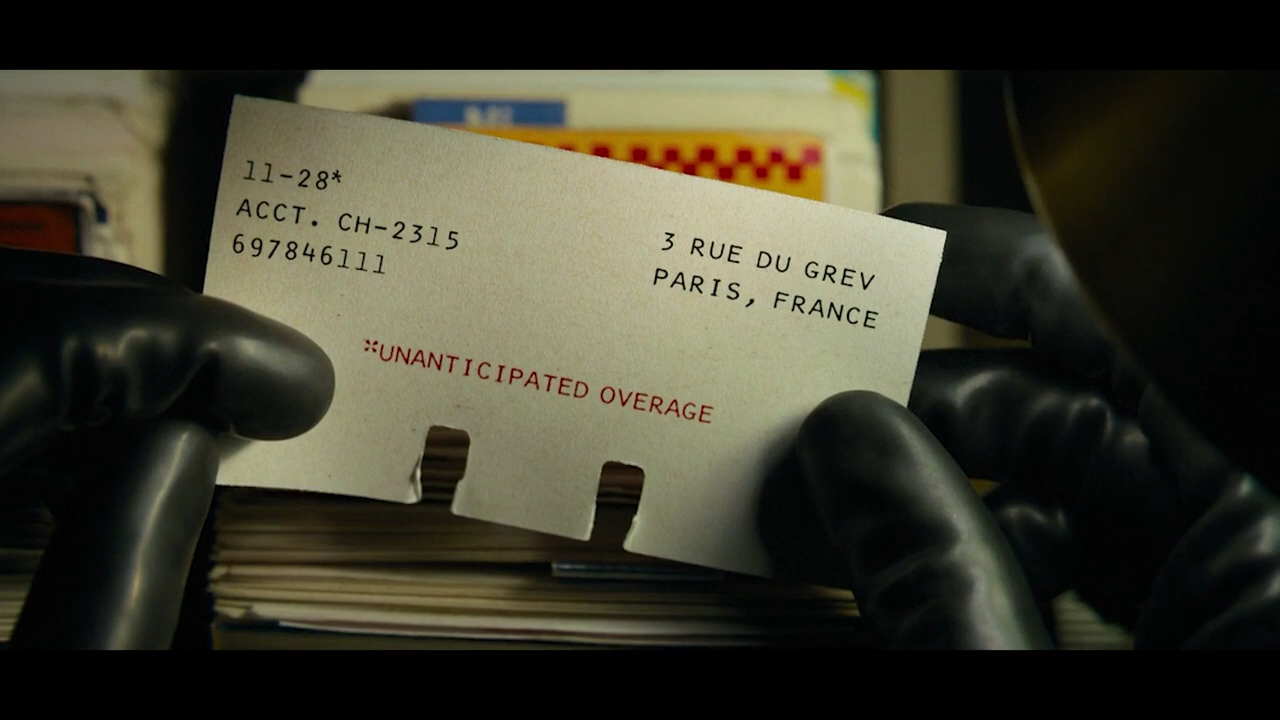 11-28*
ACCT. CH-2315
697846111
3 RUE DU GREV
PARIS, FRANCE
*UNANTICIPATED OVERAGE